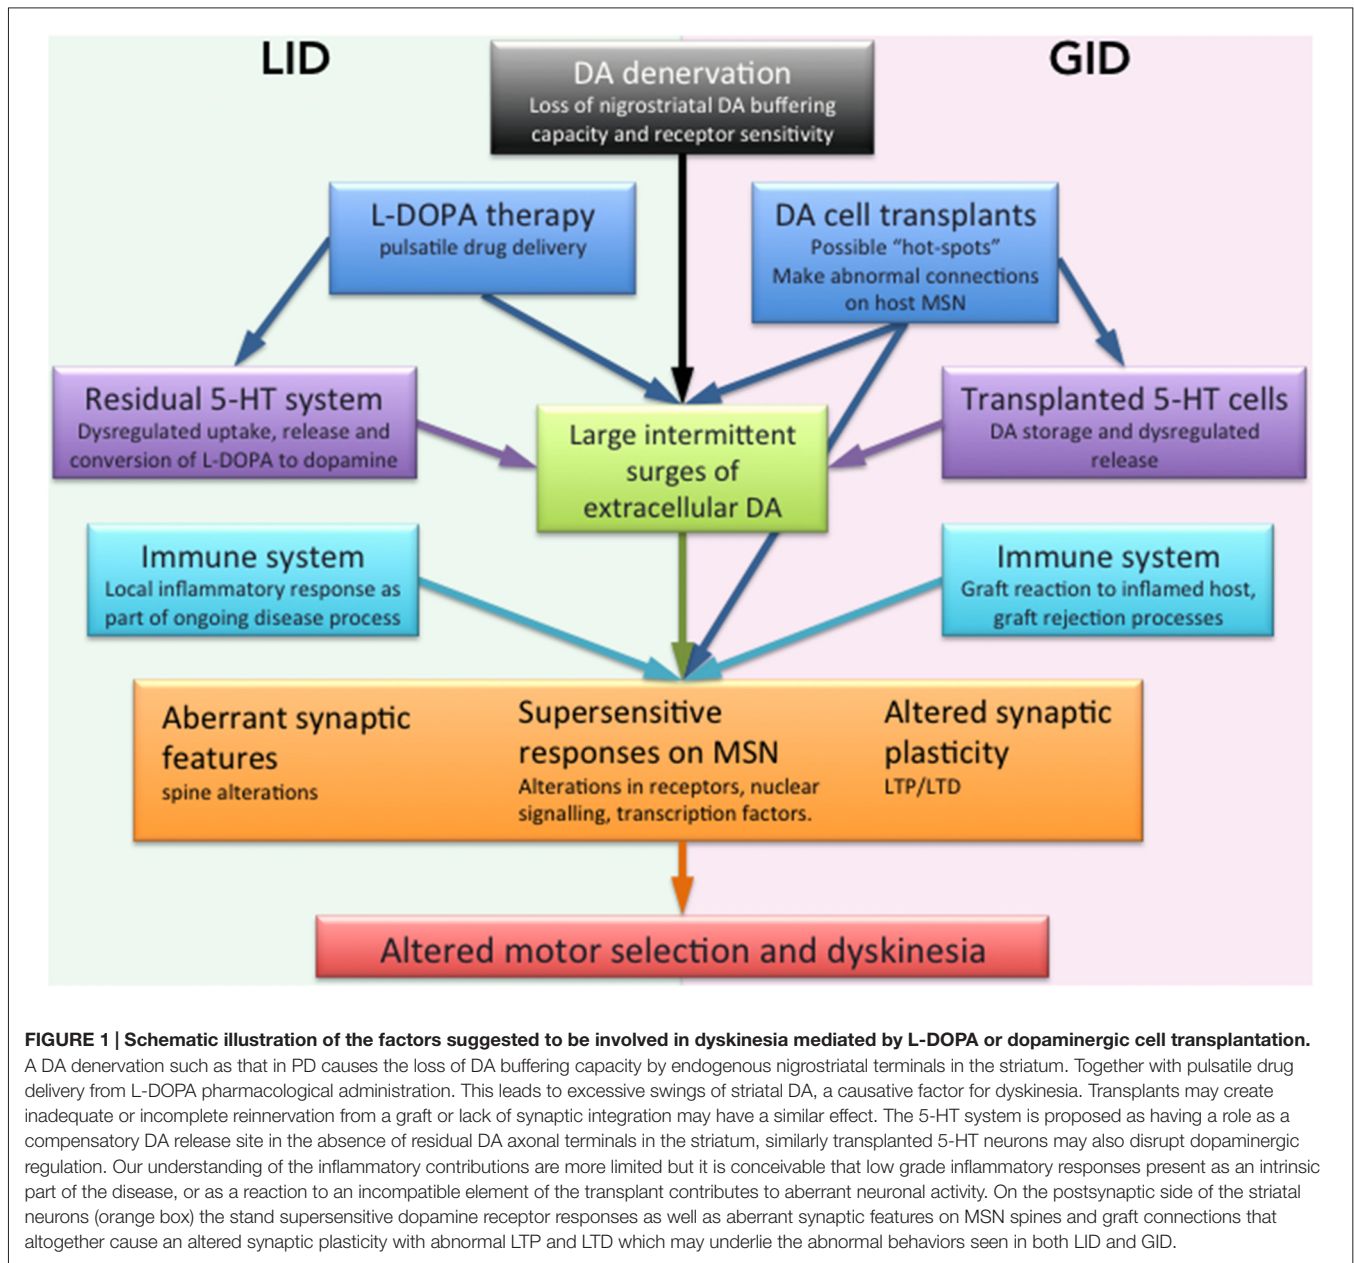 LID
GID
DA denervation
Loss of nigrostriatal DA buffering
capacity and receptor sensitivity
L-DOPA therapy
pulsatile drug delivery
DA cell transplants
Possible “hot-spots”
Make abnormal connections
on host MSN
Residual 5-HT system
Dysregulated uptake, release and
conversion of L-DOPA to dopamine
Large intermittent
surges of
extracellular DA
Transplanted 5-HT cells
DA storage and dysregulated
release
Immune system
Local inflammatory response as
part of ongoing disease process
Immune system
Graft reaction to inflamed host,
graft rejection processes
Aberrant synaptic
features
spine alterations
Supersensitive
responses on MSN
Alterations in receptors, nuclear
signalling, transcription factors.
Altered synaptic
plasticity
LTP/LTD
Altered motor selection and dyskinesia
FIGURE 1 | Schematic illustration of the factors suggested to be involved in dyskinesia mediated by L-DOPA or dopaminergic cell transplantation.
A DA denervation such as that in PD causes the loss of DA buffering capacity by endogenous nigrostriatal terminals in the striatum. Together with pulsatile drug
delivery from L-DOPA pharmacological administration. This leads to excessive swings of striatal DA, a causative factor for dyskinesia. Transplants may create
inadequate or incomplete reinnervation from a graft or lack of synaptic integration may have a similar effect. The 5-HT system is proposed as having a role as a
compensatory DA release site in the absence of residual DA axonal terminals in the striatum, similarly transplanted 5-HT neurons may also disrupt dopaminergic
regulation. Our understanding of the inflammatory contributions are more limited but it is conceivable that low grade inflammatory responses present as an intrinsic
part of the disease, or as a reaction to an incompatible element of the transplant contributes to aberrant neuronal activity. On the postsynaptic side of the striatal
neurons (orange box) the stand supersensitive dopamine receptor responses as well as aberrant synaptic features on MSN spines and graft connections that
altogether cause an altered synaptic plasticity with abnormal LTP and LTD which may underlie the abnormal behaviors seen in both LID and GID.